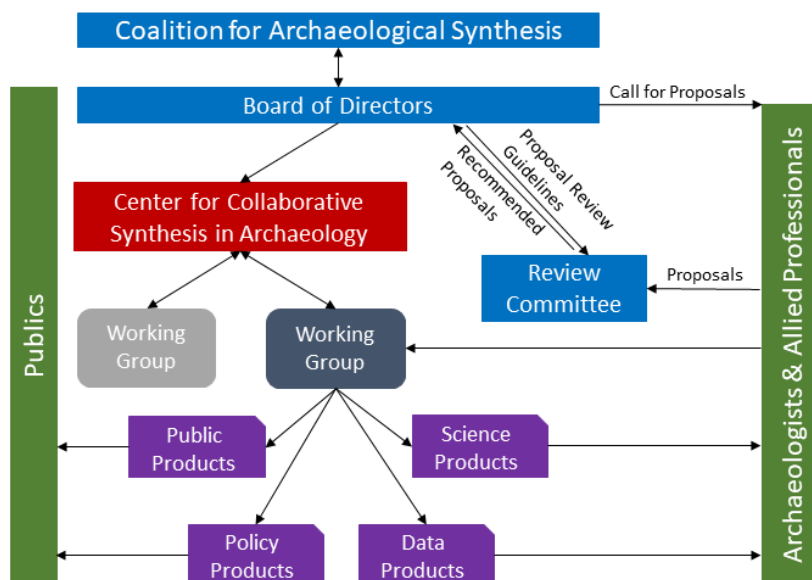 Coalition for Archaeological Synthesis
Board of Directors
Call for Proposals
Publics
Archaeologists & Allied Professionals
Center for Collaborative
Synthesis in Archaeology
Proposal Review
Guidelines
Recommended
Proposals
Review
Committee
Proposals
Working
Group
Working
Group
Public
Products
Science
Products
Policy
Products
Data
Products